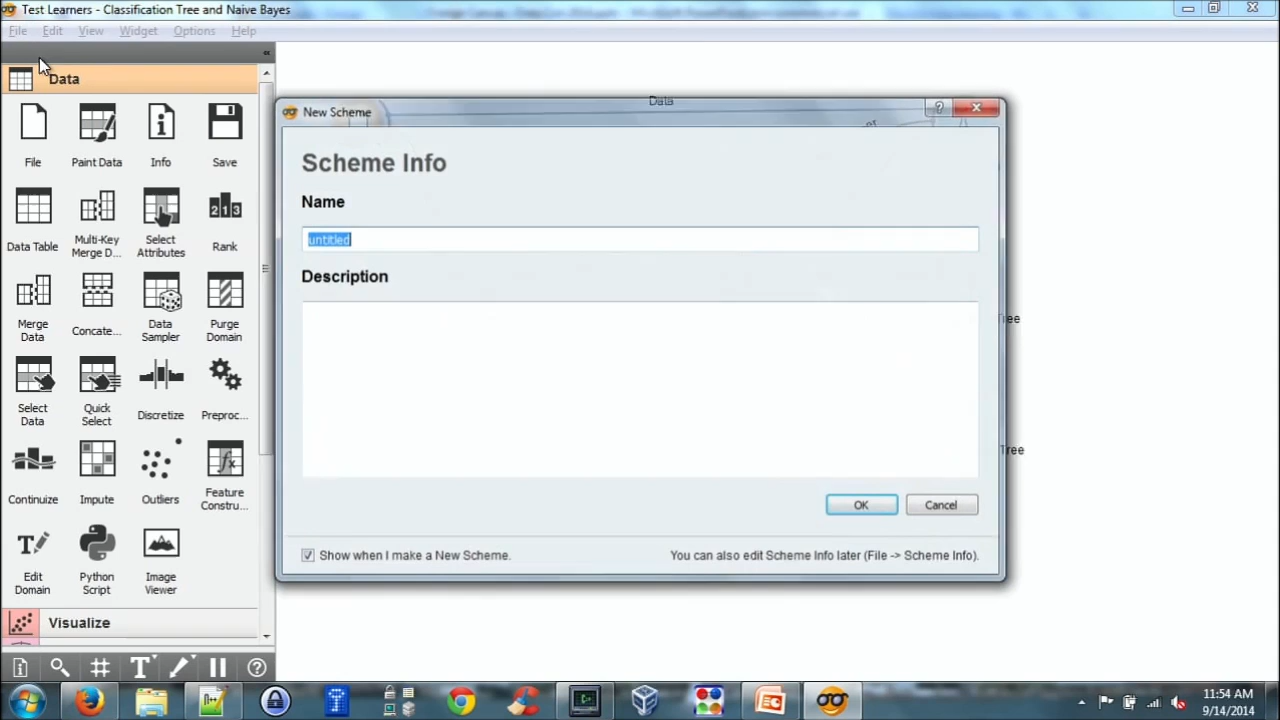 Test Learners - Classification Tree and Naive Bayes
File Edit View Widget Options Help
Data
File Paint Data Info Save
Data Table Multi-Key Merge D... Select Attributes Rank
Merge Data Concate... Data Sampler Purge Domain
Select Data Quick Select Discretize Preproc...
Continuize Impute Outliers Feature Constru...
Edit Domain Python Script Image Viewer
Visualize
Data
New Scheme
Scheme Info
Name
untitled
Description
Tree
Tree
OK Cancel
Show when I make a New Scheme. You can also edit Scheme Info later (File -> Scheme Info).
11:54 AM
9/14/2014